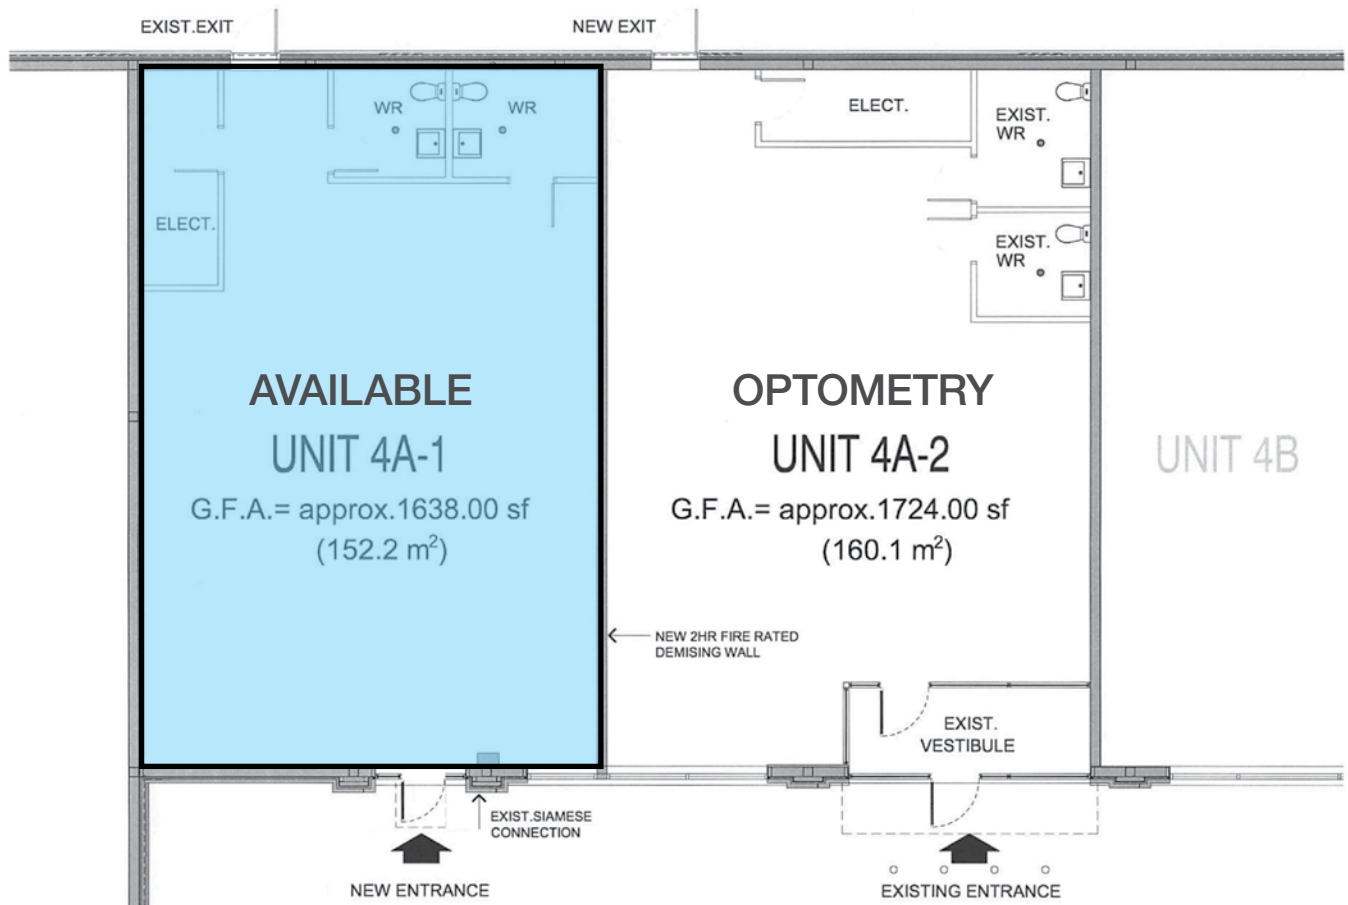 EXIST.EXIT
NEW EXIT
WR
WR
ELECT.
EXIST.
WR
ELECT.
EXIST.
WR
AVAILABLE
UNIT 4A-1
G.F.A.= approx.1638.00 sf
(152.2 m²)
OPTOMETRY
UNIT 4A-2
G.F.A.= approx.1724.00 sf
(160.1 m²)
UNIT 4B
NEW 2HR FIRE RATED
DEMISING WALL
EXIST.
VESTIBULE
EXIST.SIAMESE
CONNECTION
NEW ENTRANCE
EXISTING ENTRANCE